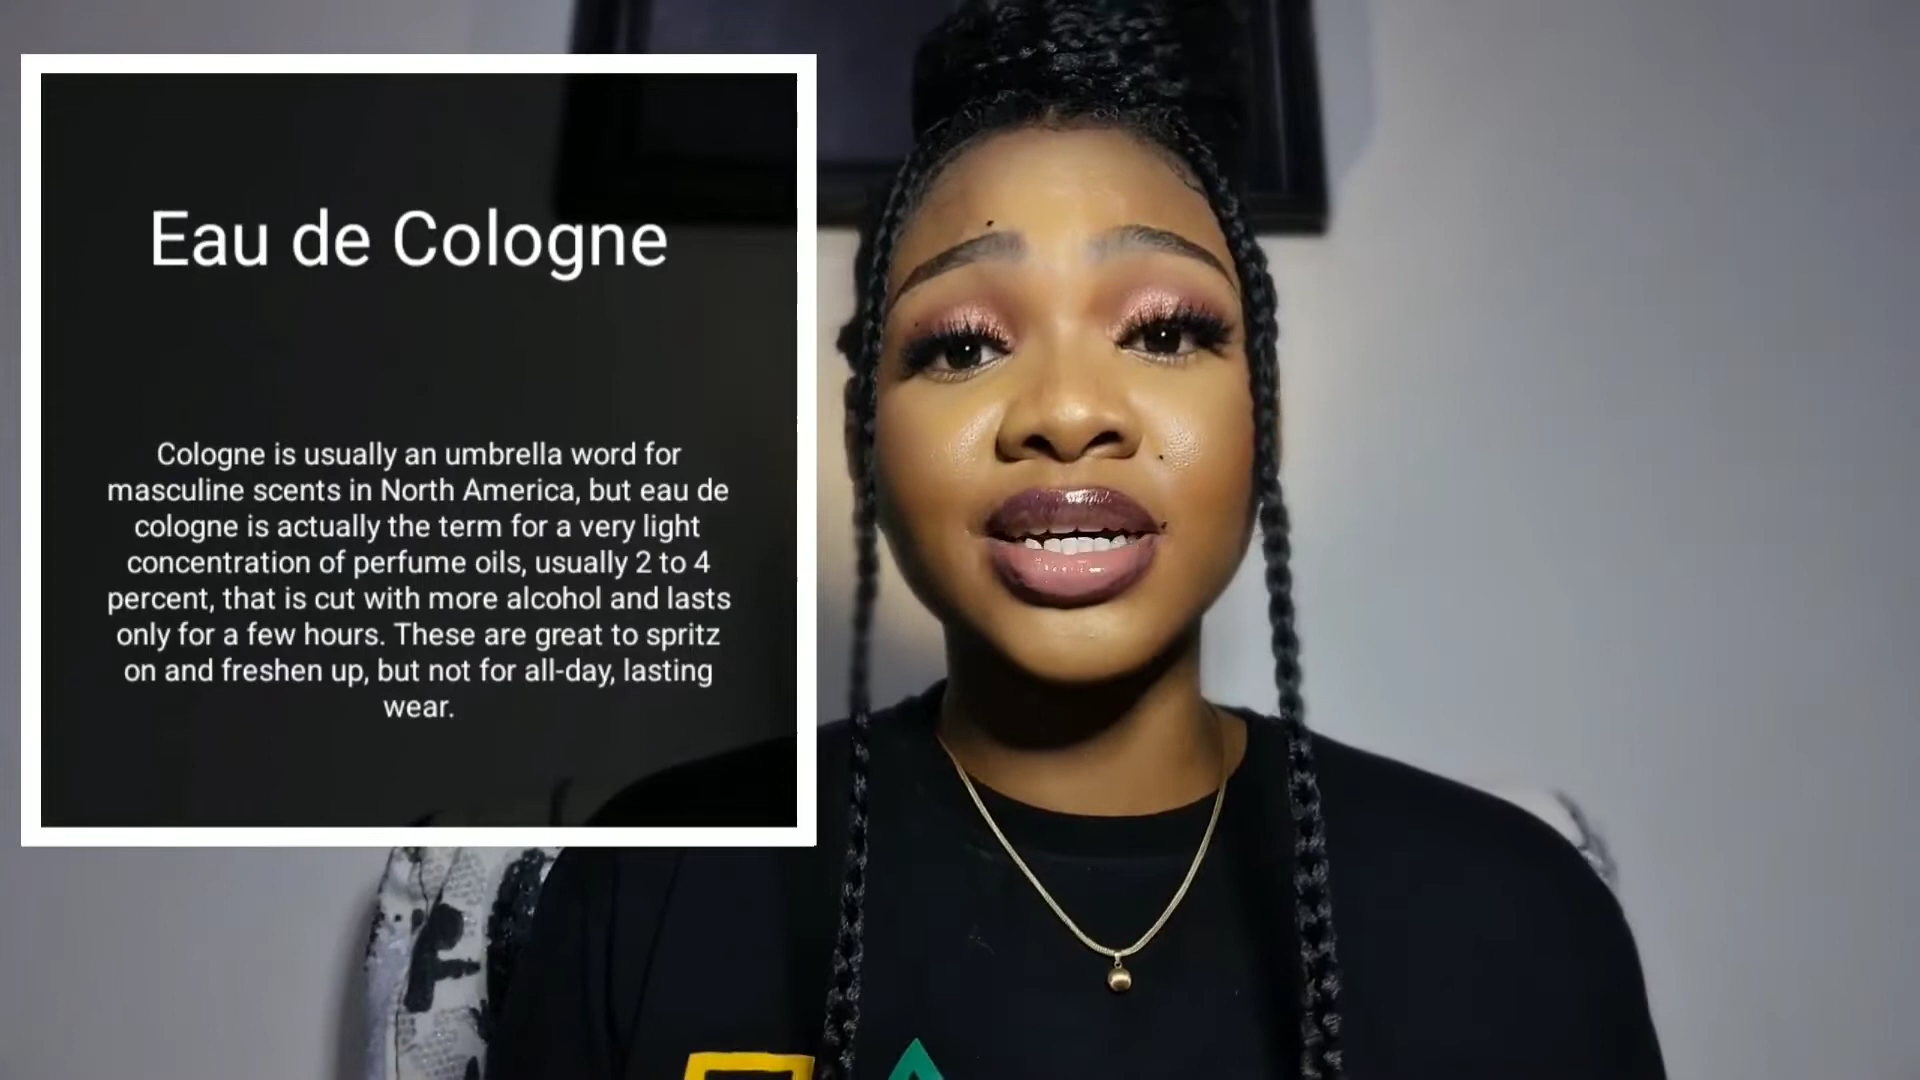 Eau de Cologne
Cologne is usually an umbrella word for
masculine scents in North America, but eau de
cologne is actually the term for a very light
concentration of perfume oils, usually 2 to 4
percent, that is cut with more alcohol and lasts
only for a few hours. These are great to spritz
on and freshen up, but not for all-day, lasting
wear.